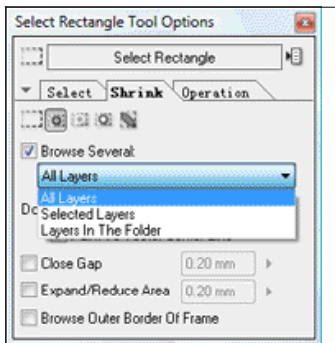 Select Rectangle Tool Options
Select Rectangle
Select Shrink Operation
Browse Several:
All Layers
All Layers
Selected Layers
Layers In The Folder
Close Gap
0.20 mm
Expand/Reduce Area
0.20 mm
Browse Outer Border Of Frame